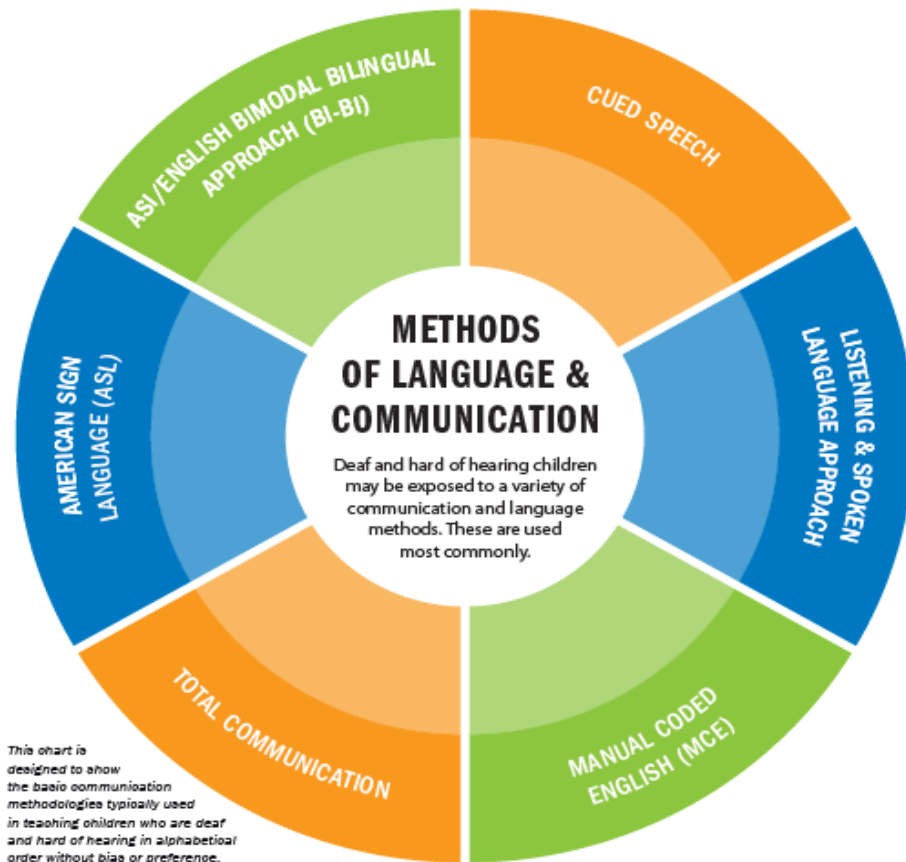 METHODS
OF LANGUAGE &
COMMUNICATION
Deaf and hard of hearing children
may be exposed to a variety of
communication and language
methods. These are used
most commonly.
AMERICAN SIGN
LANGUAGE (ASL)
ASI/ENGLISH BIMODAL BILINGUAL
APPROACH (BI-BI)
CUED SPEECH
LISTENING & SPOKEN
LANGUAGE APPROACH
MANUAL CODED
ENGLISH (MCE)
TOTAL COMMUNICATION
This chart is
designed to show
the basic communication
methodologies typically used
in teaching children who are deaf
and hard of hearing in alphabetical
order without bias or preference.